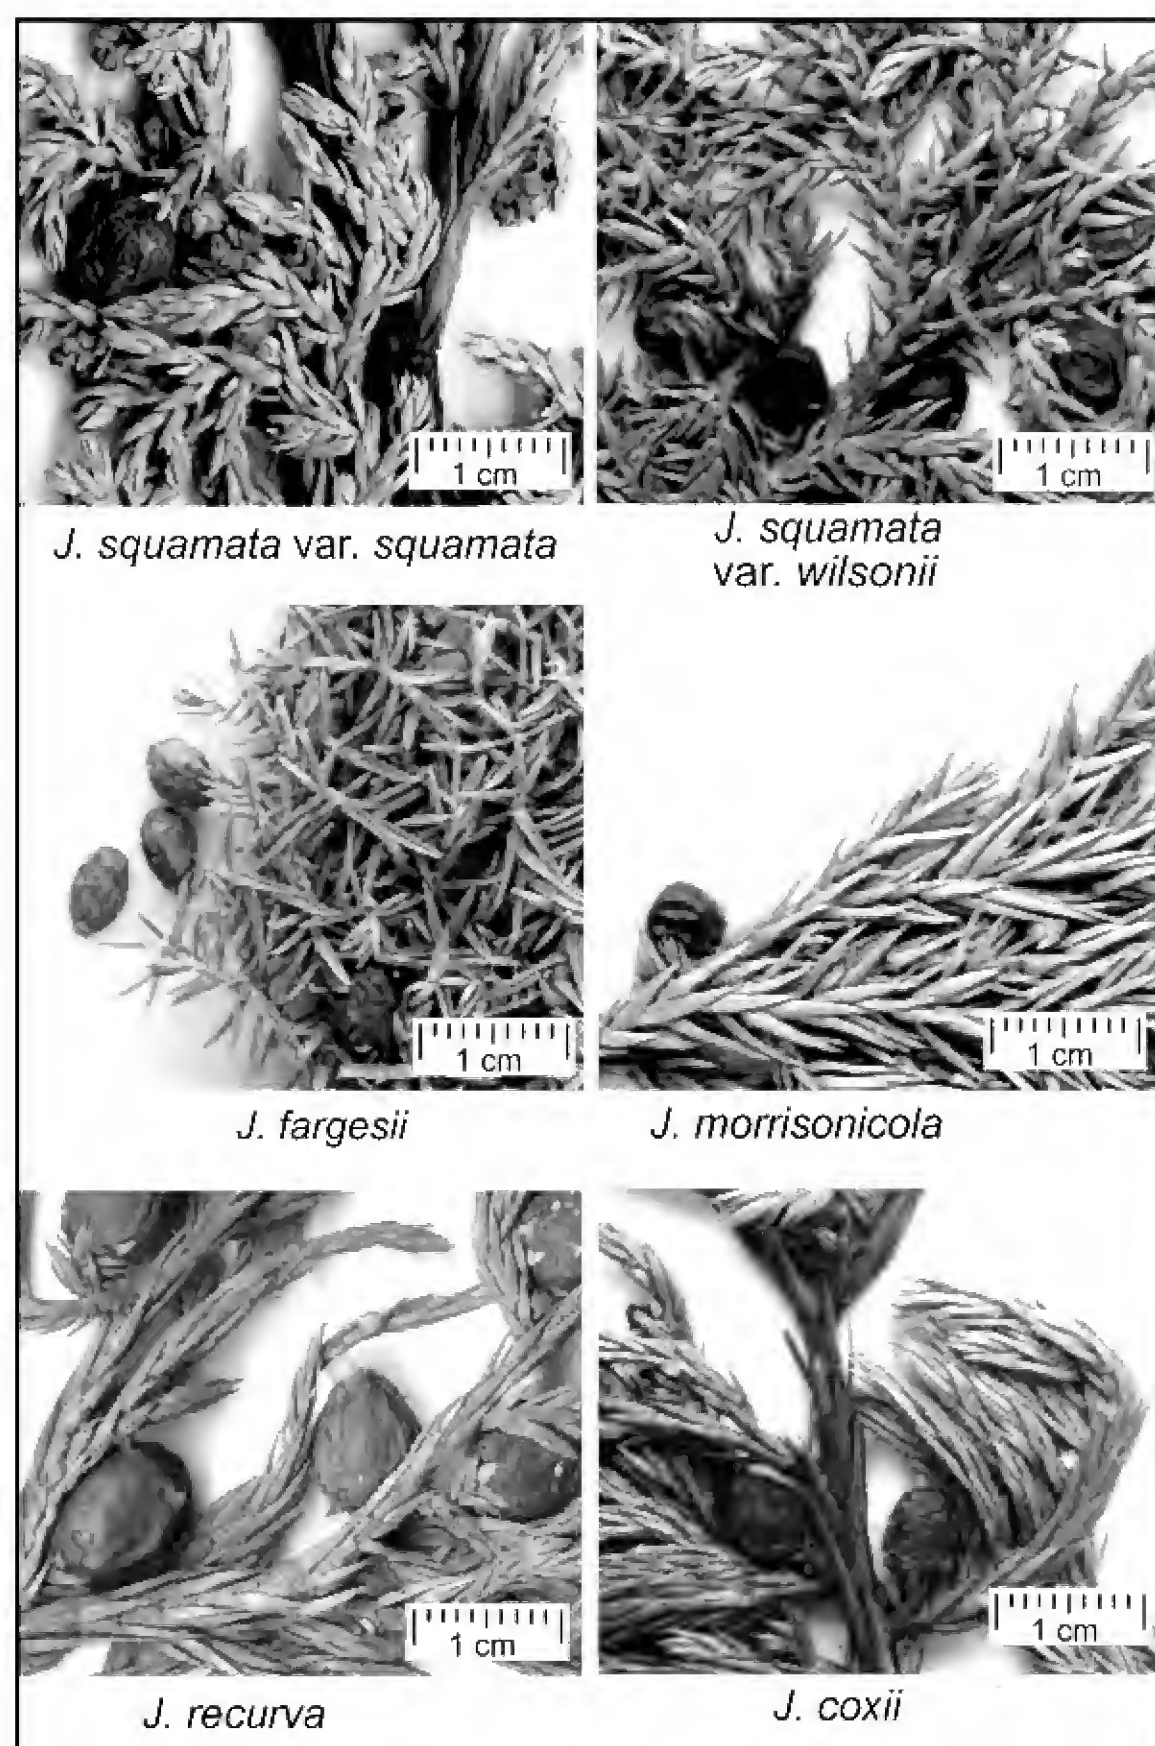 1 cm
1 cm
J. squamata var. squamata
J. squamata
var. wilsonii
1 cm
1 cm
J. fargesii
J. morrisonicola
1 cm
1 cm
J. recurva
J. coxii